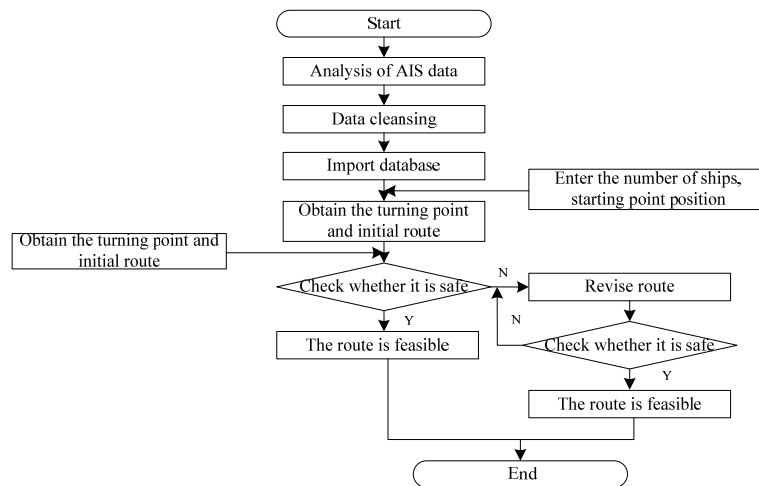 Start
Analysis of AIS data
Data cleansing
Import database
Enter the number of ships,
starting point position
Obtain the turning point
and initial route
Obtain the turning point and
initial route
Check whether it is safe
N
Revise route
Y
N
The route is feasible
Check whether it is safe
Y
The route is feasible
End